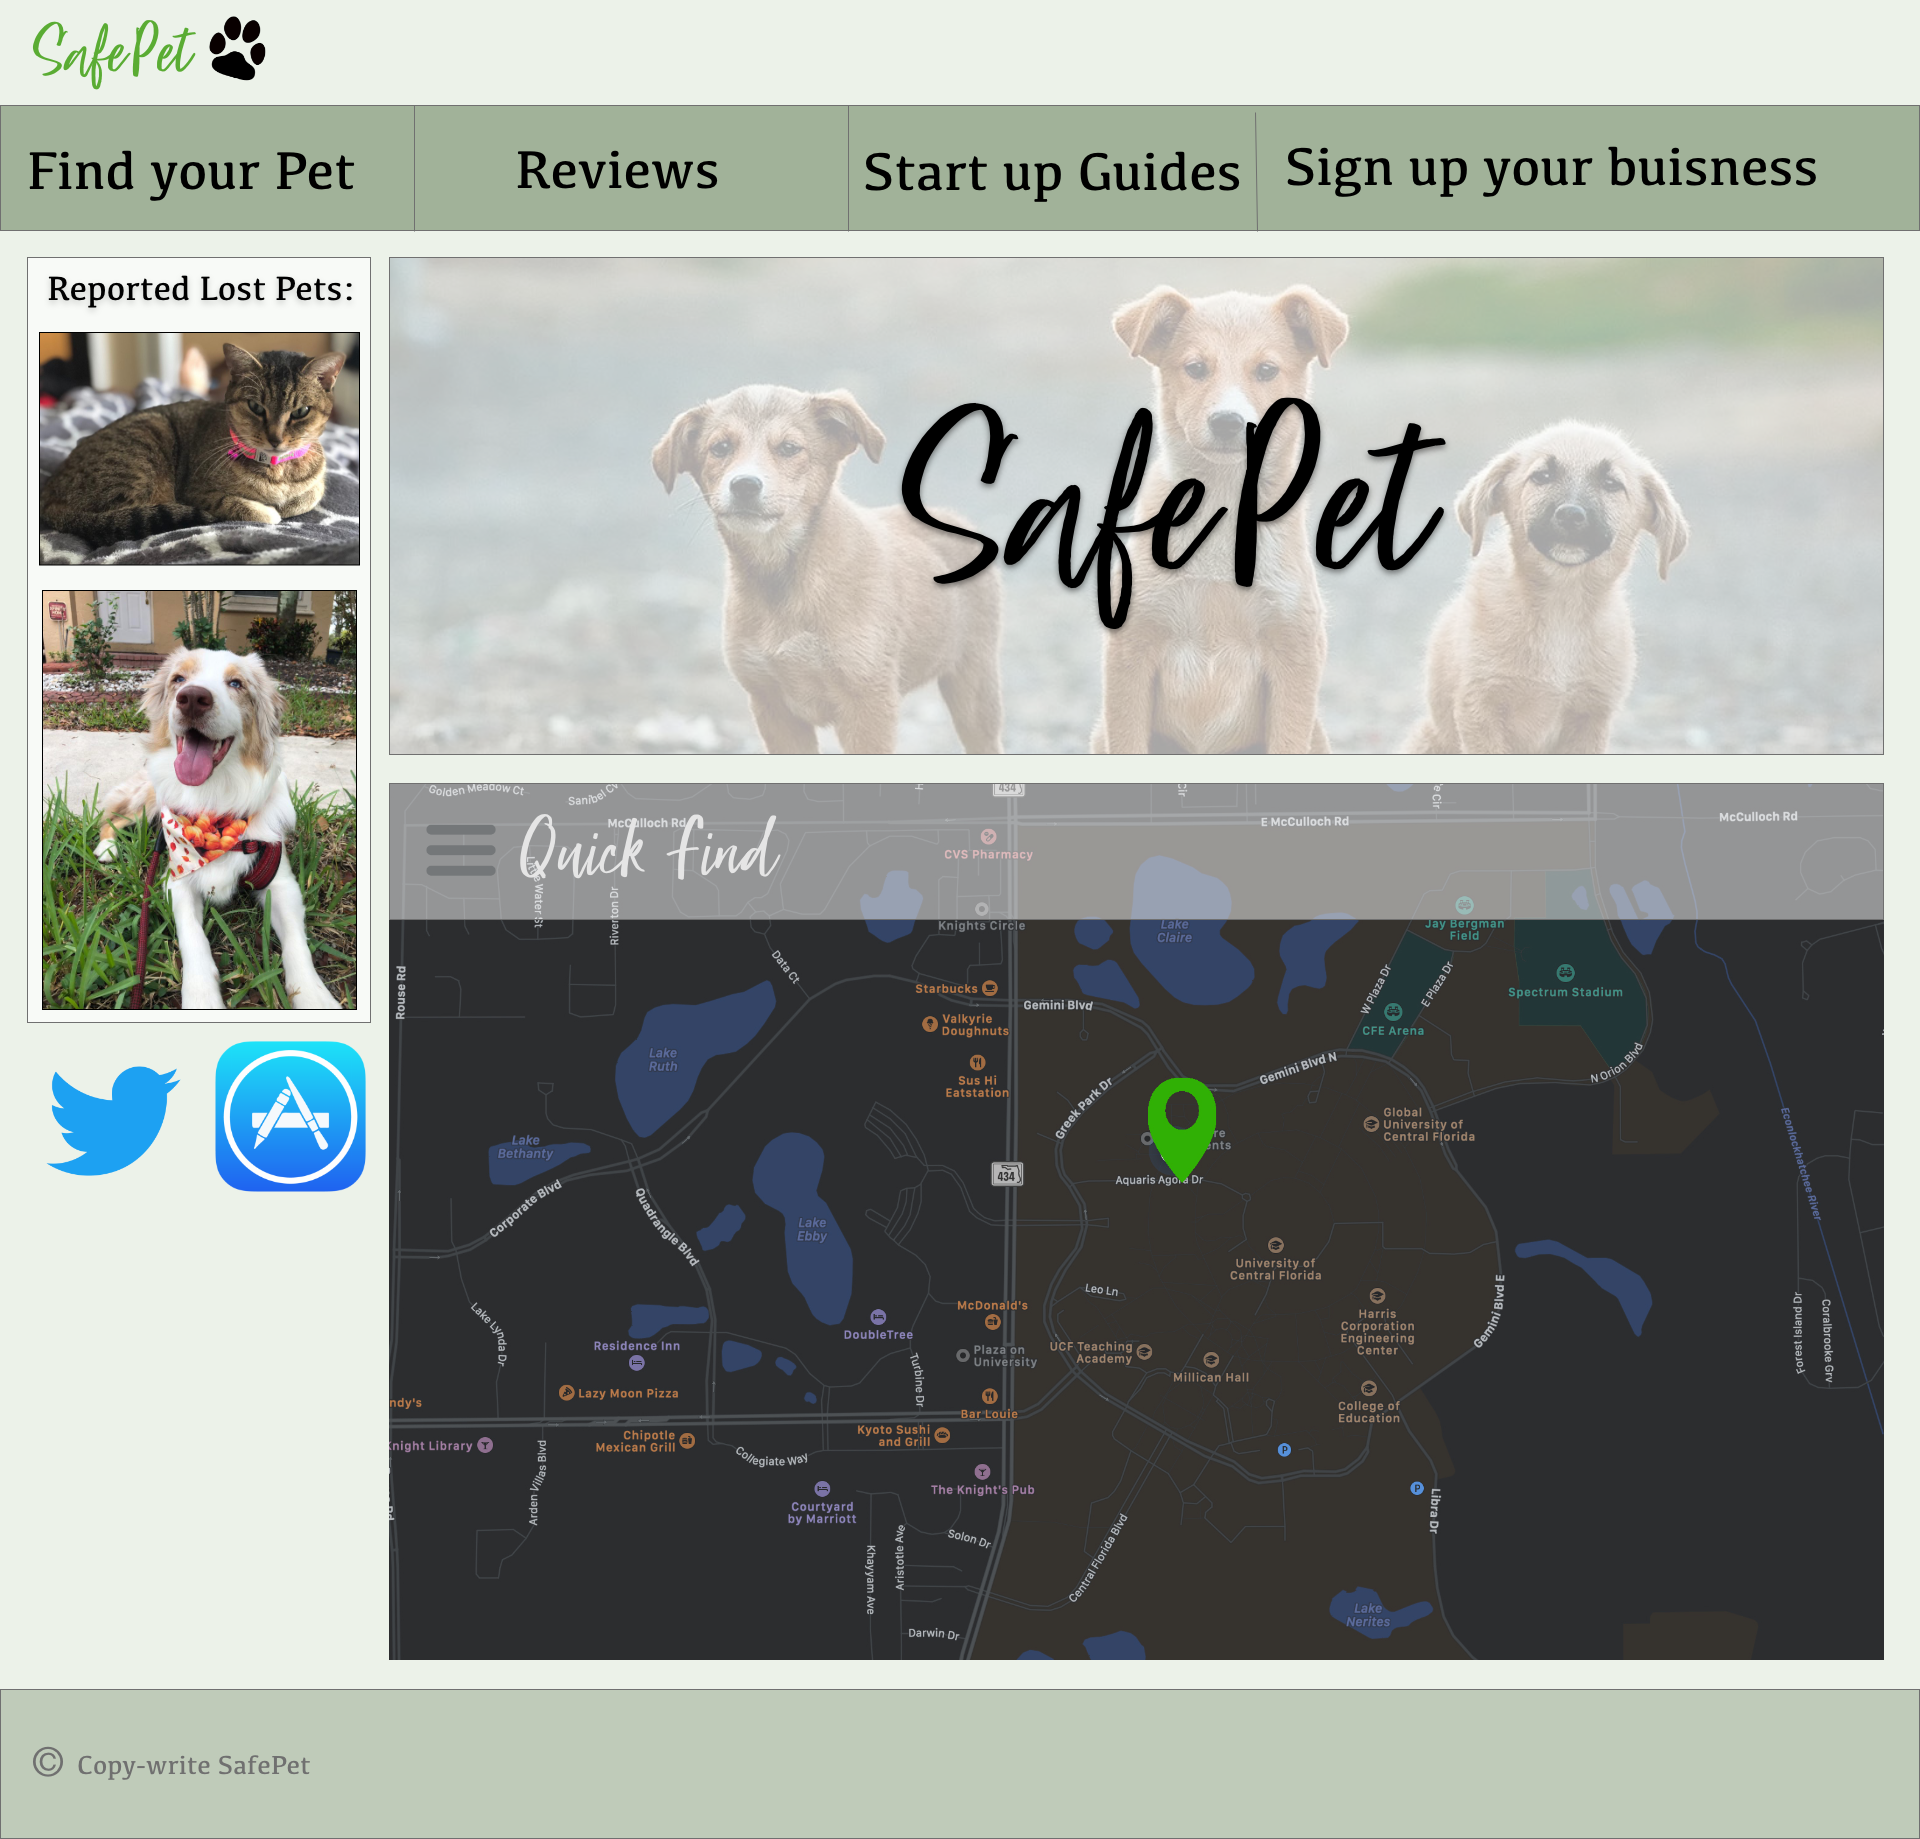 SafePet
Find your Pet
Reviews
Start up Guides
Sign up your buisness
Reported Lost Pets:
SafePet
Quick find
Golden Meadow Ct
Sanibel
434
McCulloch Rd
E McCulloch Rd
McCulloch Rd
CVS Pharmacy
Riverton Dr
Knights Circle
Lake
Claire
Jay Bergman
Field
Rouse Rd
Data Ct
Starbucks
Gemini Blvd
W Plaza Dr
E Plaza Dr
Spectrum Stadium
Valkyrie
Doughnuts
CFE Arena
Lake
Ruth
Sus Hi
Eatstation
Gemini Blvd N
N Orion Blvd
Greek Park Dr
Global
University of
Central Florida
Econlockhatchee River
Lake
Bethany
434
P
Aquaris Agora Dr
Corporate Blvd
Quadrangle Blvd
Lake
Ebby
University of
Central Florida
Leo Ln
McDonald's
Harris
Corporation
Engineering
Center
Gemini Blvd E
Forest Island Dr
Coralbrooke Grv
Lake Lynda Dr
DoubleTree
Residence Inn
Plaza on
University
UCF Teaching
Academy
Millican Hall
Turbine Dr
Lazy Moon Pizza
ndy's
Bar Louie
College of
Education
Chipotle
Mexican Grill
Kyoto Sushi
and Grill
Knight Library
Collegiate Way
P
Arden Villas Blvd
The Knight's Pub
Courtyard
by Marriott
Libra Dr
Solon Dr
Khayyam Ave
Aristotle Ave
Central Florida Blvd
Lake
Nerites
Darwin Dr
© Copy-write SafePet